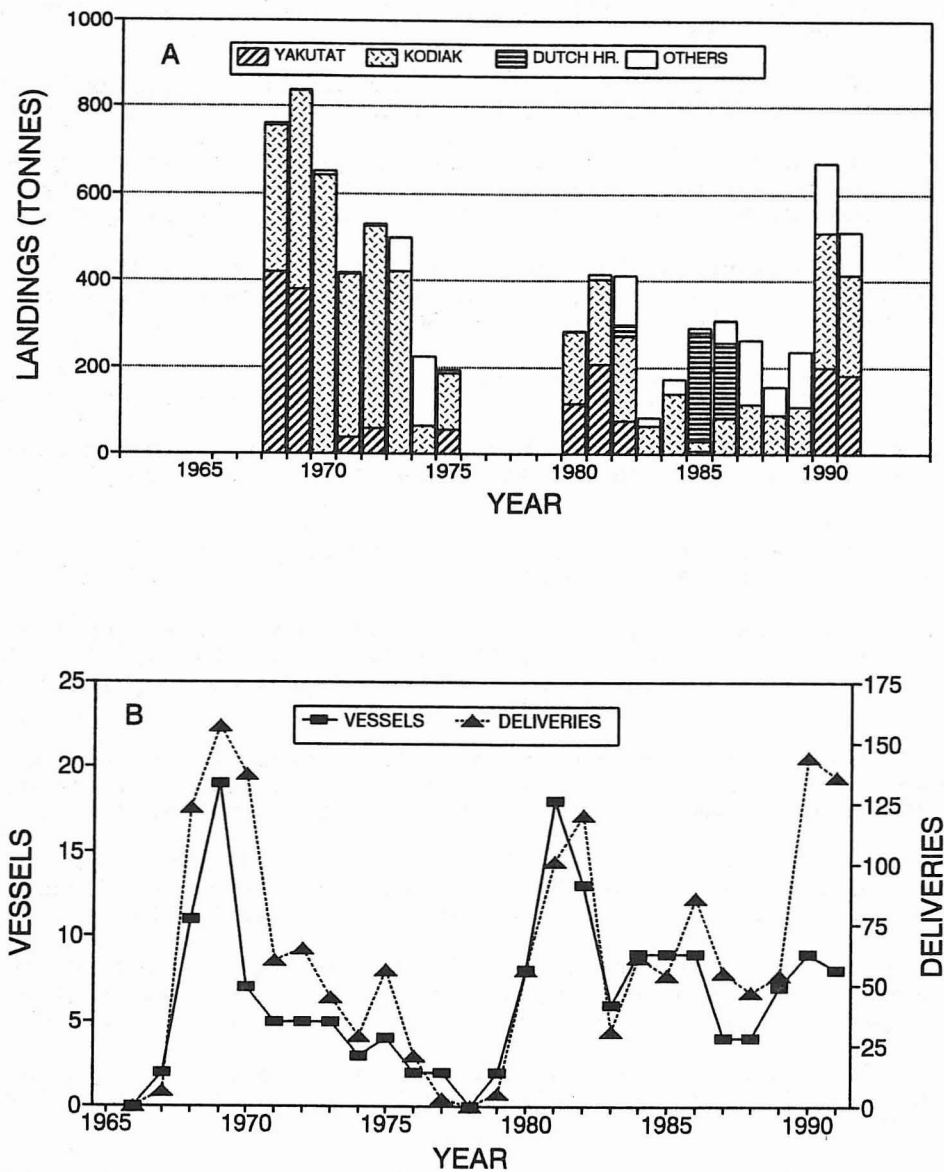 1000
800
600
400
200
0
LANDINGS (TONNES)
A
YAKUTAT KODIAK DUTCH HR. OTHERS
1965 1970 1975 1980 1985 1990
YEAR
25
20
15
10
5
0
VESSELS
B
VESSELS DELIVERIES
175
150
125
100
75
50
25
0
DELIVERIES
1965 1970 1975 1980 1985 1990
YEAR